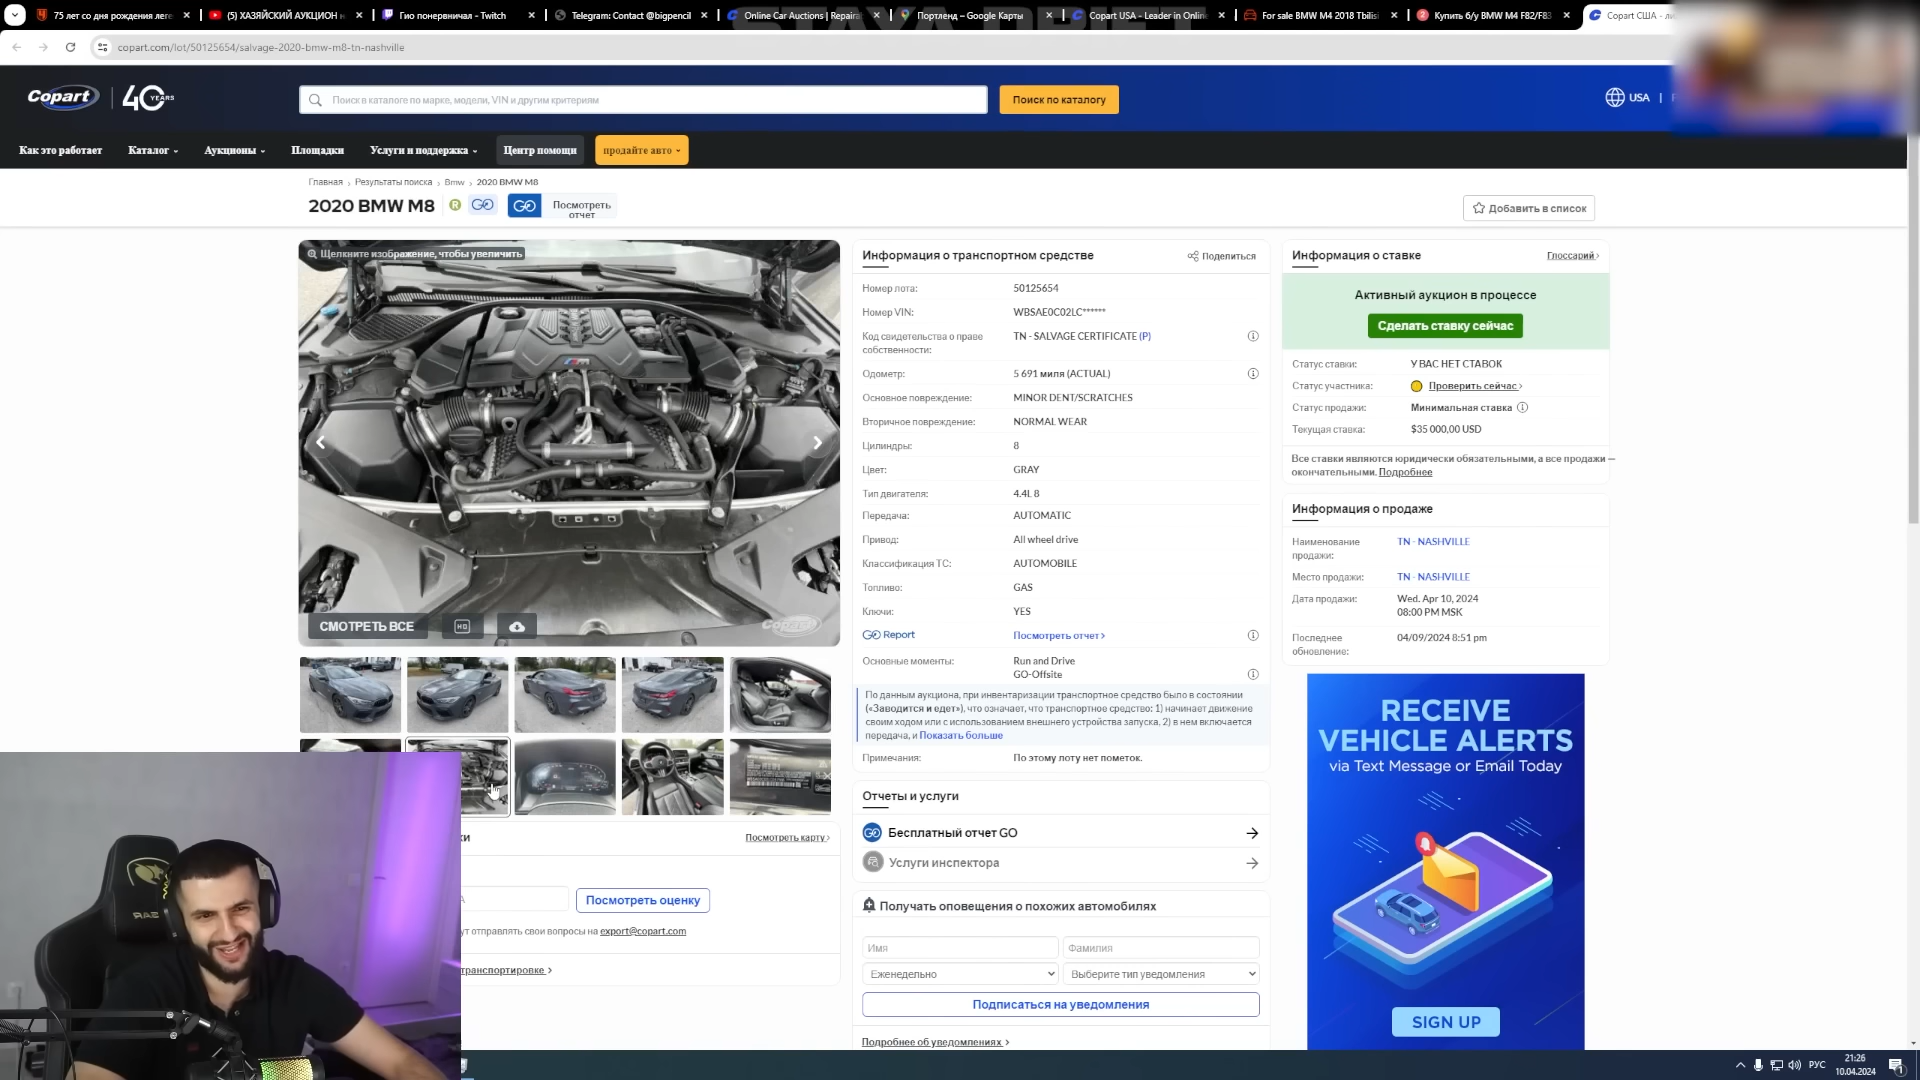 75 лет со дня рождения леге
(5) ХАЗЯЙСКИЙ АУКЦИОН н
Гио понервничал - Twitch
Telegram: Contact @bigpencil
Online Car Auctions | Repaira
Портленд – Google Карты
Copart USA - Leader in Onlin
For sale BMW M4 2018 Tbilisi
Купить б/у BMW M4 F82/F83
Copart США - ли
copart.com/lot/50125654/salvage-2020-bmw-m8-tn-nashville
Copart
40 YEARS
Поиск в каталоге по марке, модели, VIN и другим критериям
Поиск по каталогу
USA |
Как это работает
Каталог
Аукционы
Площадки
Услуги и поддержка
Центр помощи
продайте авто
Главная › Результаты поиска › Bmw › 2020 BMW M8
2020 BMW M8
R
GO
GO
Посмотреть
отчет
Добавить в список
Щелкните изображение, чтобы увеличить
СМОТРЕТЬ ВСЕ
HD
Copart
Посмотреть карту ›
Посмотреть оценку
ут отправлять свои вопросы на export@copart.com
транспортировке ›
Информация о транспортном средстве
Поделиться
Номер лота: 50125654
Номер VIN: WBSAE0C02LC******
Код свидетельства о праве собственности: TN - SALVAGE CERTIFICATE (P)
Одометр: 5 691 миля (ACTUAL)
Основное повреждение: MINOR DENT/SCRATCHES
Вторичное повреждение: NORMAL WEAR
Цилиндры: 8
Цвет: GRAY
Тип двигателя: 4.4L 8
Передача: AUTOMATIC
Привод: All wheel drive
Классификация ТС: AUTOMOBILE
Топливо: GAS
Ключи: YES
GO Report Посмотреть отчет ›
Основные моменты: Run and Drive
GO-Offsite
По данным аукциона, при инвентаризации транспортное средство было в состоянии
(«Заводится и едет»), что означает, что транспортное средство: 1) начинает движение
своим ходом или с использованием внешнего устройства запуска, 2) в нем включается
передача, и Показать больше
Примечания: По этому лоту нет пометок.
Отчеты и услуги
GO Бесплатный отчет GO
Услуги инспектора
Получать оповещения о похожих автомобилях
Имя
Фамилия
Еженедельно
Выберите тип уведомления
Подписаться на уведомления
Подробнее об уведомлениях ›
Информация о ставке
Глоссарий ›
Активный аукцион в процессе
Сделать ставку сейчас
Статус ставки: У ВАС НЕТ СТАВОК
Статус участника: Проверить сейчас ›
Статус продажи: Минимальная ставка
Текущая ставка: $35 000,00 USD
Все ставки являются юридически обязательными, а все продажи —
окончательными. Подробнее
Информация о продаже
Наименование продажи: TN - NASHVILLE
Место продажи: TN - NASHVILLE
Дата продажи: Wed. Apr 10, 2024
08:00 PM MSK
Последнее обновление: 04/09/2024 8:51 pm
RECEIVE
VEHICLE ALERTS
via Text Message or Email Today
SIGN UP
РУС
21:26
10.04.2024